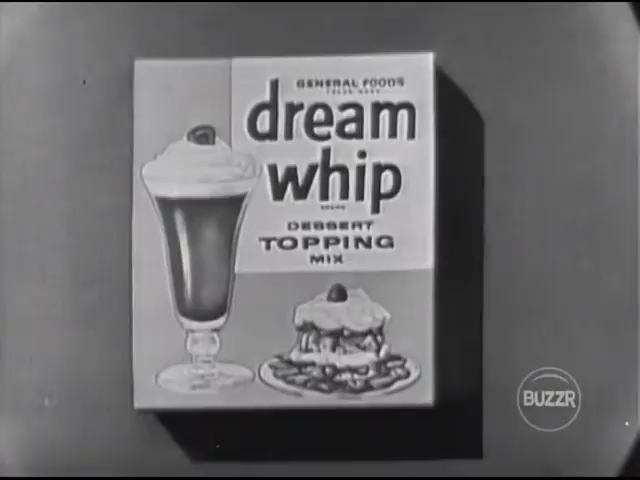 GENERAL FOODS
dream
whip
DESSERT
TOPPING
MIX
BUZZR